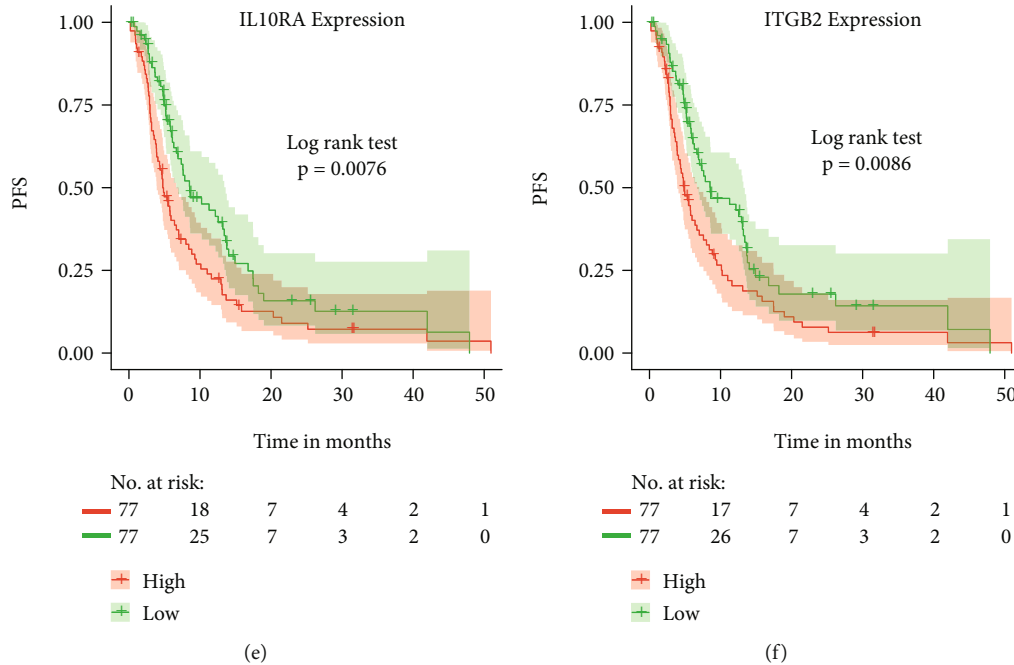 IL10RA Expression
1.00
0.75
0.50
0.25
0.00
PFS
Log rank test
p = 0.0076
0 10 20 30 40 50
Time in months
No. at risk:
77 18 7 4 2 1
77 25 7 3 2 0
High
Low
(e)
ITGB2 Expression
1.00
0.75
0.50
0.25
0.00
PFS
Log rank test
p = 0.0086
0 10 20 30 40 50
Time in months
No. at risk:
77 17 7 4 2 1
77 26 7 3 2 0
High
Low
(f)